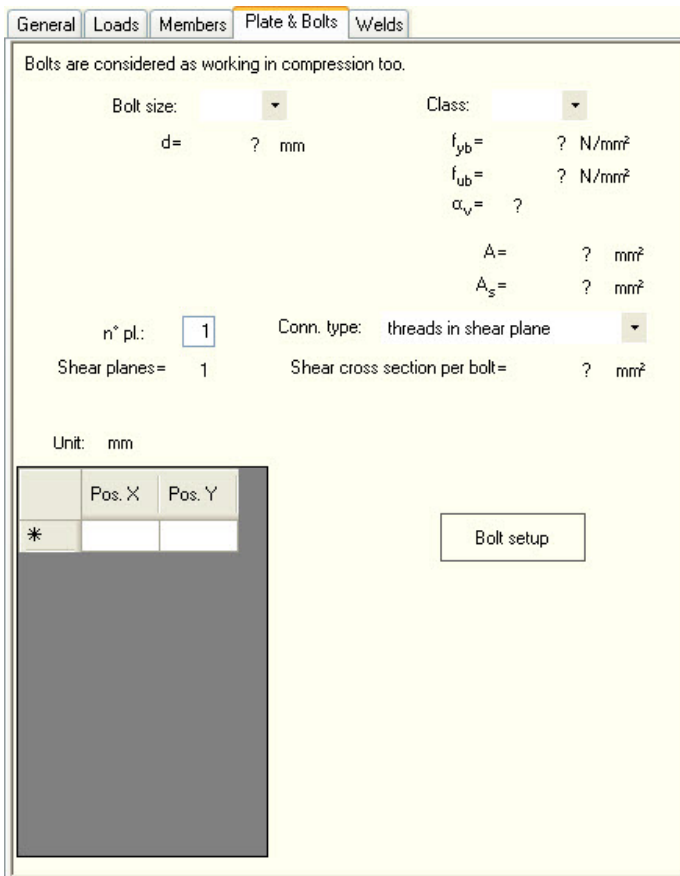 General Loads Members Plate & Bolts Welds
Bolts are considered as working in compression too.
Bolt size: Class:
d= ? mm fyb= ? N/mm²
fub= ? N/mm²
αv= ?
A= ? mm²
As= ? mm²
n° pl.: 1 Conn. type: threads in shear plane
Shear planes= 1 Shear cross section per bolt= ? mm²
Unit: mm
Pos. X Pos. Y
* Bolt setup